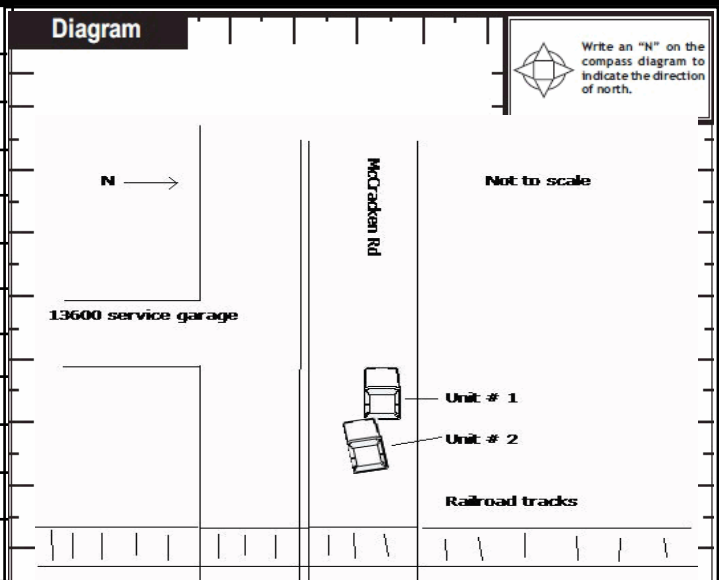 Diagram
Write an “N” on the
compass diagram to
indicate the direction
of north.
N
McCracken Rd
Not to scale
13600 service garage
Unit # 1
Unit # 2
Railroad tracks